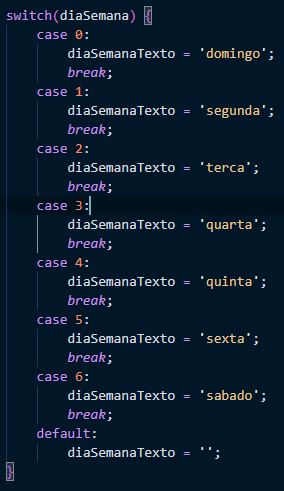 switch(diaSemana) {
    case 0:
        diaSemanaTexto = 'domingo';
        break;
    case 1:
        diaSemanaTexto = 'segunda';
        break;
    case 2:
        diaSemanaTexto = 'terca';
        break;
    case 3:
        diaSemanaTexto = 'quarta';
        break;
    case 4:
        diaSemanaTexto = 'quinta';
        break;
    case 5:
        diaSemanaTexto = 'sexta';
        break;
    case 6:
        diaSemanaTexto = 'sabado';
        break;
    default:
        diaSemanaTexto = '';
}